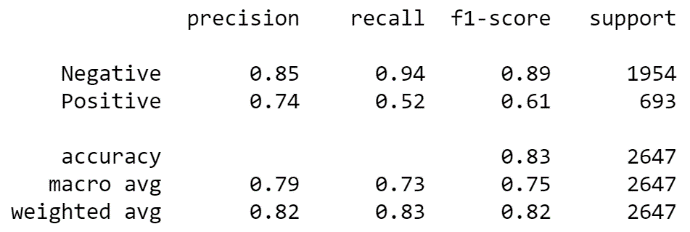 precision recall f1-score support
Negative 0.85 0.94 0.89 1954
Positive 0.74 0.52 0.61 693
accuracy 0.83 2647
macro avg 0.79 0.73 0.75 2647
weighted avg 0.82 0.83 0.82 2647